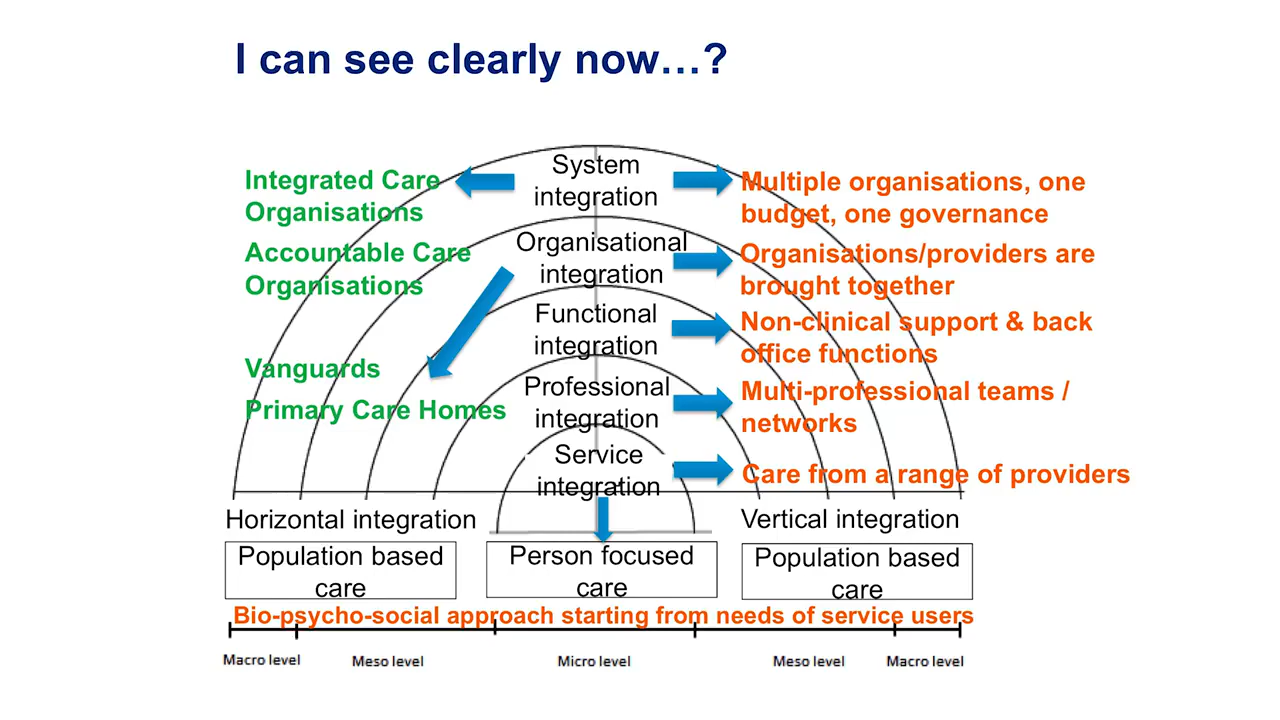 I can see clearly now…?
System
integration
Integrated Care
Organisations
Multiple organisations, one
budget, one governance
Organisational
integration
Accountable Care
Organisations
Organisations/providers are
brought together
Functional
integration
Non-clinical support & back
office functions
Vanguards
Primary Care Homes
Professional
integration
Multi-professional teams /
networks
Service
integration
Care from a range of providers
Horizontal integration
Vertical integration
Population based
care
Person focused
care
Population based
care
Bio-psycho-social approach starting from needs of service users
Macro level
Meso level
Micro level
Meso level
Macro level